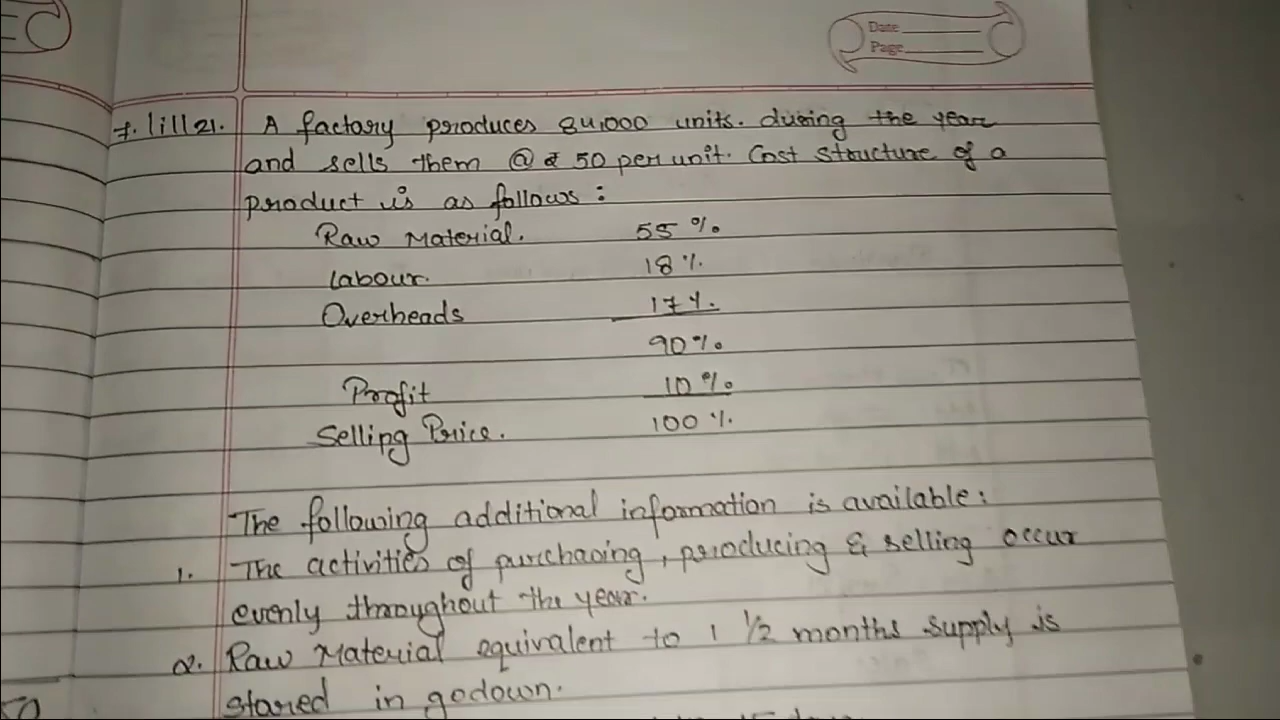 Date
Page
7. 1.11.21. A factory produces 84,000 units. during the year
and sells them @ ₹ 50 per unit. Cost structure of a
product is as follows :
Raw Material. 55 %
Labour. 18 %
Overheads 17 %
90 %
Profit 10 %
Selling Price. 100 %
The following additional information is available:
1. The activities of purchasing, producing & selling occur
evenly throughout the year.
2. Raw Material equivalent to 1 1/2 months supply is
stored in godown.